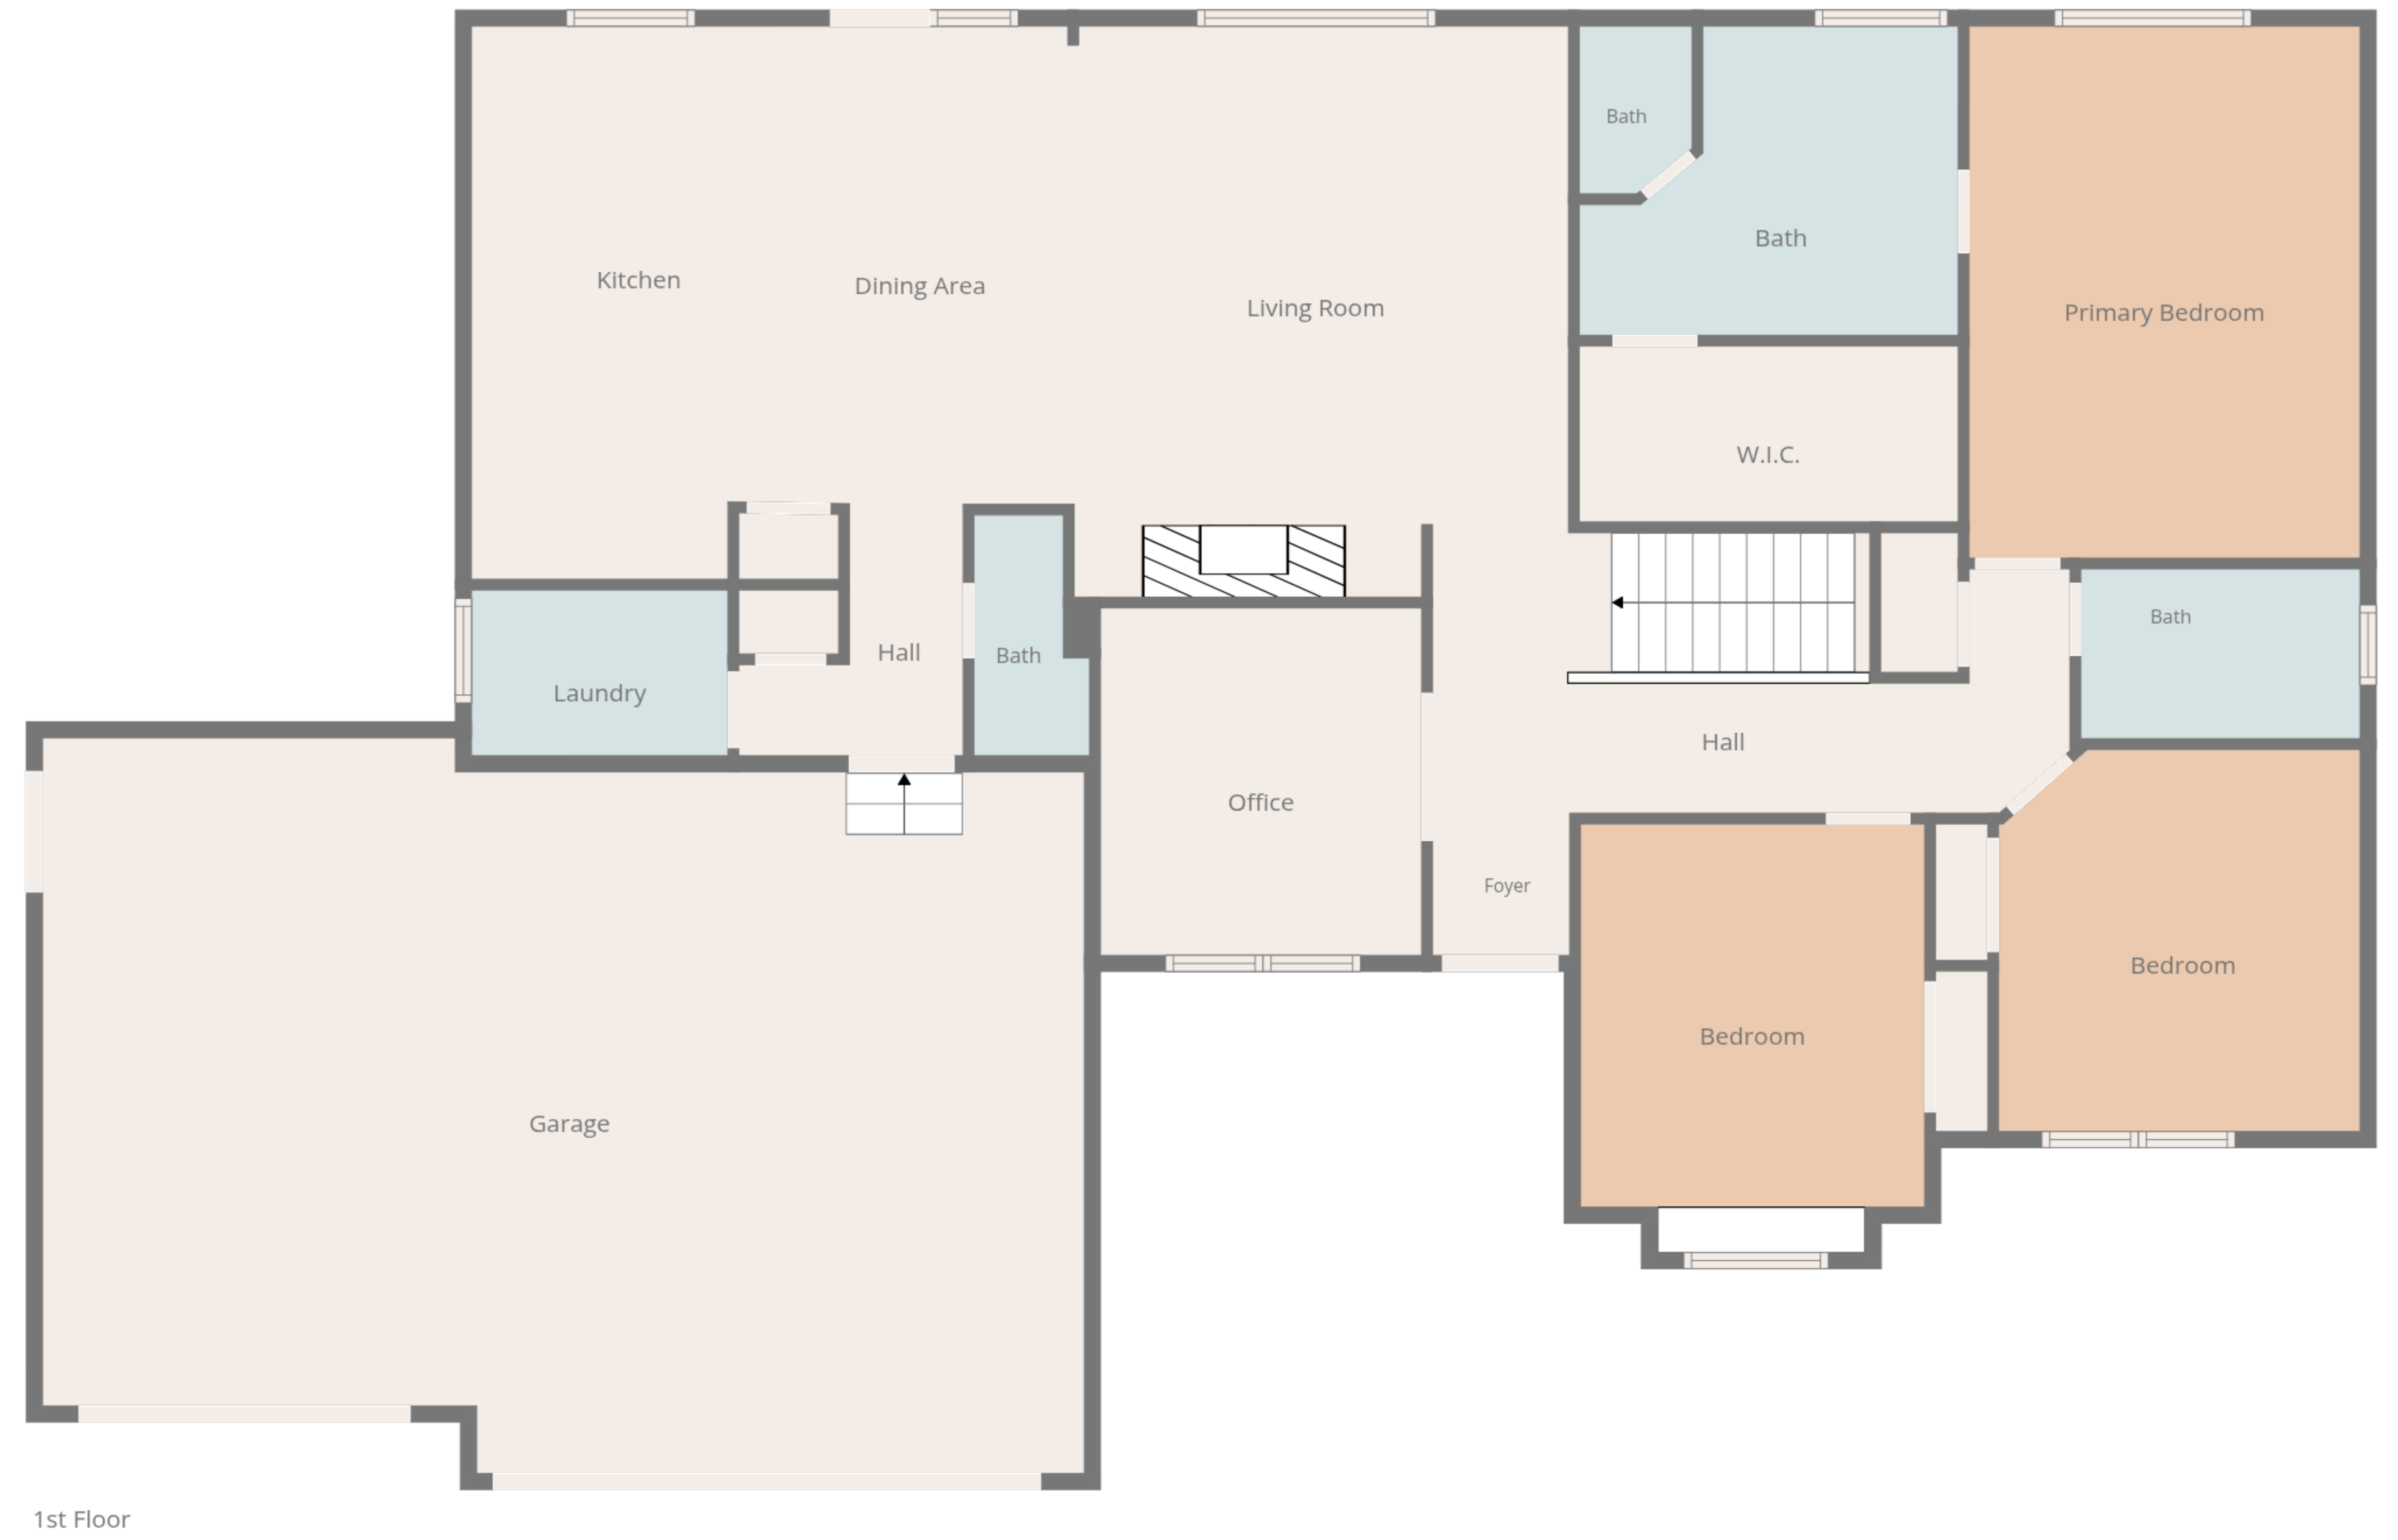 Bath
Bath
Kitchen
Dining Area
Living Room
Primary Bedroom
W.I.C.
Bath
Hall
Bath
Laundry
Hall
Office
Foyer
Bedroom
Bedroom
Garage
1st Floor